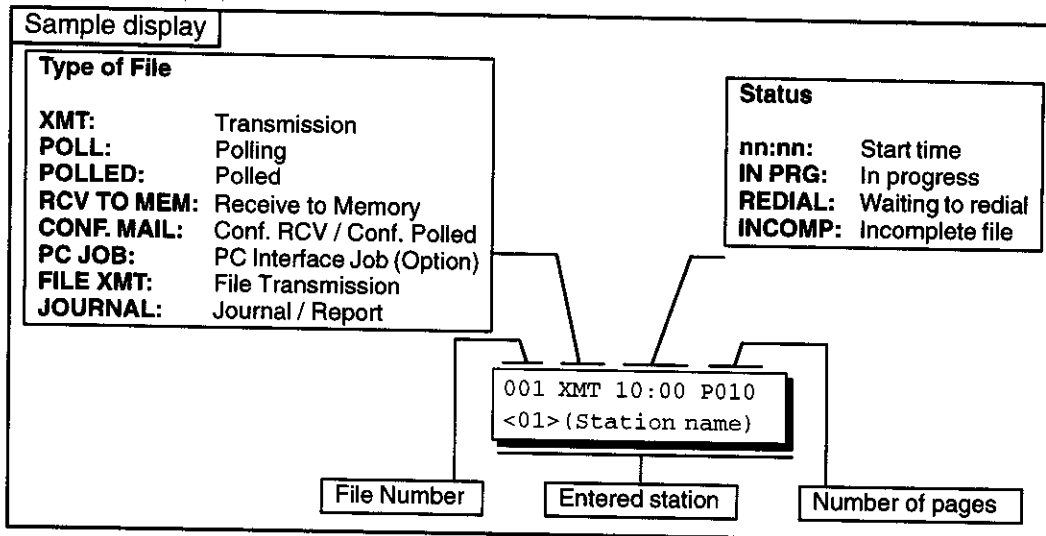 Sample display
Type of File
XMT: Transmission
POLL: Polling
POLLED: Polled
RCV TO MEM: Receive to Memory
CONF. MAIL: Conf. RCV / Conf. Polled
PC JOB: PC Interface Job (Option)
FILE XMT: File Transmission
JOURNAL: Journal / Report
Status
nn:nn: Start time
IN PRG: In progress
REDIAL: Waiting to redial
INCOMP: Incomplete file
001 XMT 10:00 P010
<01>(Station name)
File Number
Entered station
Number of pages